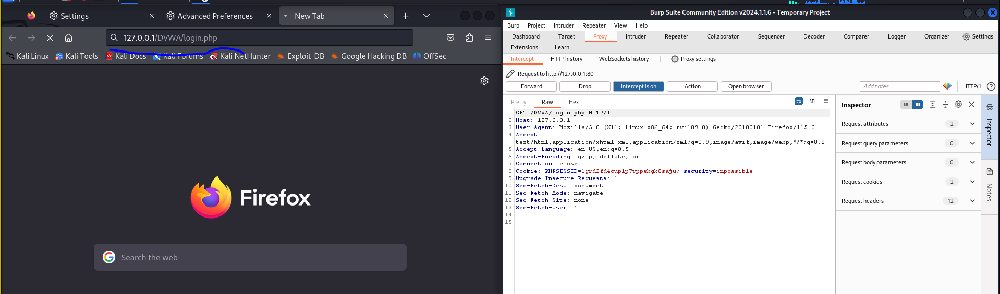 Settings
Advanced Preferences
New Tab
127.0.0.1/DVWA/login.php
Kali Linux Kali Tools Kali Docs Kali Forums Kali NetHunter Exploit-DB Google Hacking DB OffSec
Firefox
Search the web
Burp Suite Community Edition v2024.1.1.6 - Temporary Project
Burp Project Intruder Repeater View Help
Dashboard Target Proxy Intruder Repeater Collaborator Sequencer Decoder Comparer Logger Organizer Settings
Extensions Learn
Intercept HTTP history WebSockets history Proxy settings
Request to http://127.0.0.1:80
Forward Drop Intercept is on Action Open browser Add notes HTTP/1
Pretty Raw Hex \n
1 GET /DVWA/login.php HTTP/1.1
2 Host: 127.0.0.1
3 User-Agent: Mozilla/5.0 (X11; Linux x86_64; rv:109.0) Gecko/20100101 Firefox/115.0
4 Accept:
text/html,application/xhtml+xml,application/xml;q=0.9,image/avif,image/webp,*/*;q=0.8
5 Accept-Language: en-US,en;q=0.5
6 Accept-Encoding: gzip, deflate, br
7 Connection: close
8 Cookie: PHPSESSID=lgrd2fd4cuplp7vppsbgk8saju; security=impossible
9 Upgrade-Insecure-Requests: 1
10 Sec-Fetch-Dest: document
11 Sec-Fetch-Mode: navigate
12 Sec-Fetch-Site: none
13 Sec-Fetch-User: ?1
14
15
Inspector
Request attributes 2
Request query parameters 0
Request body parameters 0
Request cookies 2
Request headers 12
Inspector
Notes